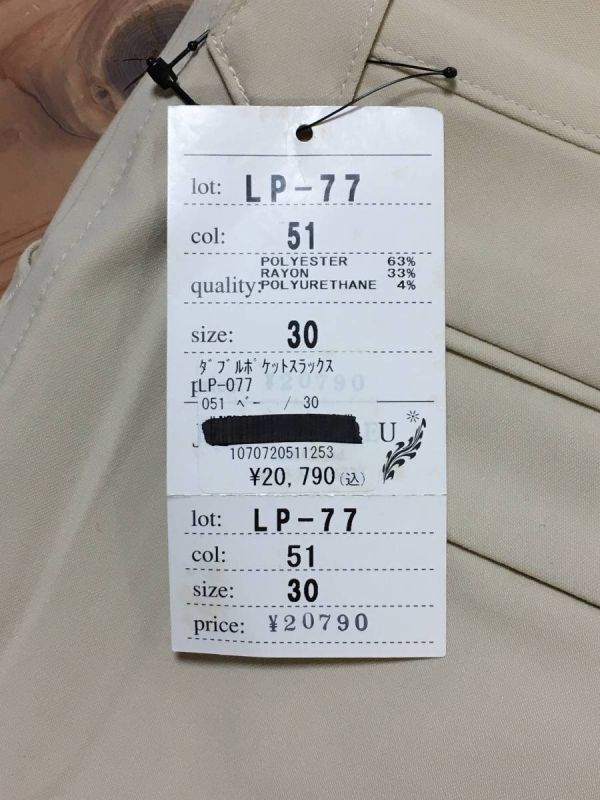 lot: LP-77
col: 51
POLYESTER 63%
RAYON 33%
quality: POLYURETHANE 4%
size: 30
ﾀﾞﾌﾞﾙﾎﾟｹｯﾄｽﾗｯｸｽ
LP-077
¥20790
051 ﾍﾞｰ / 30
U
1070720511253
¥20,790(込)
lot: LP-77
col: 51
size: 30
price: ¥20790